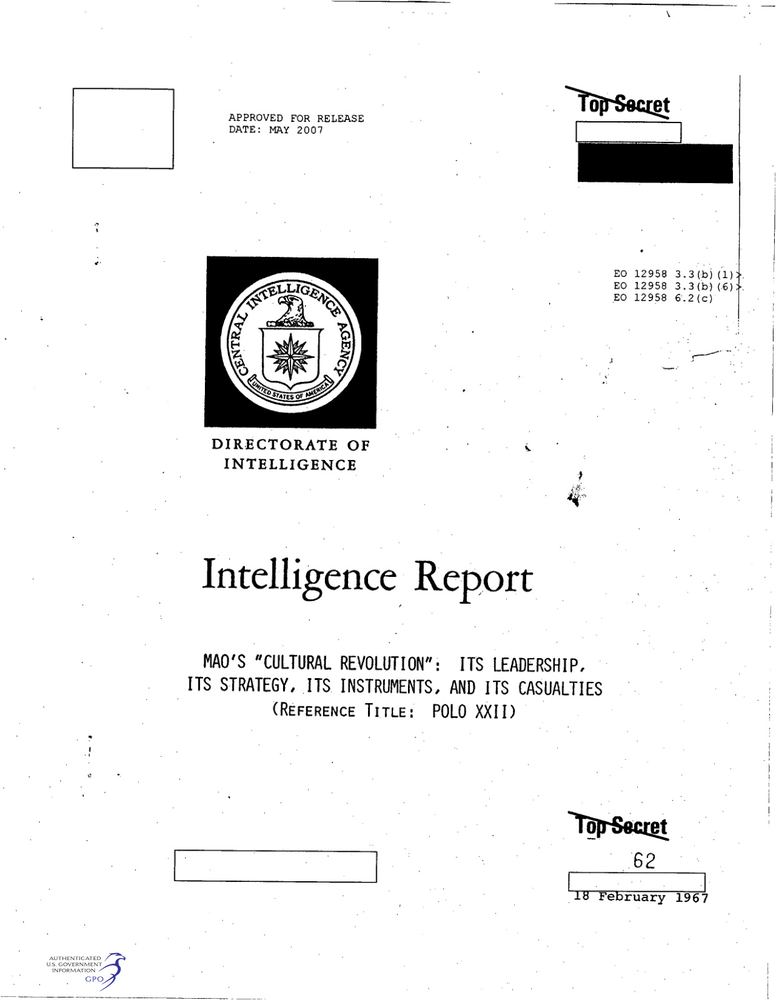 Top Secret
APPROVED FOR RELEASE
DATE: MAY 2007
EO 12958 3.3(b)(1)>
EO 12958 3.3(b)(6)>
EO 12958 6.2(c)
CENTRAL INTELLIGENCE AGENCY
UNITED STATES OF AMERICA
DIRECTORATE OF
INTELLIGENCE
Intelligence Report
MAO'S "CULTURAL REVOLUTION": ITS LEADERSHIP,
ITS STRATEGY, ITS INSTRUMENTS, AND ITS CASUALTIES
(REFERENCE TITLE: POLO XXII)
Top Secret
62
18 February 1967
AUTHENTICATED
U.S. GOVERNMENT
INFORMATION
GPO